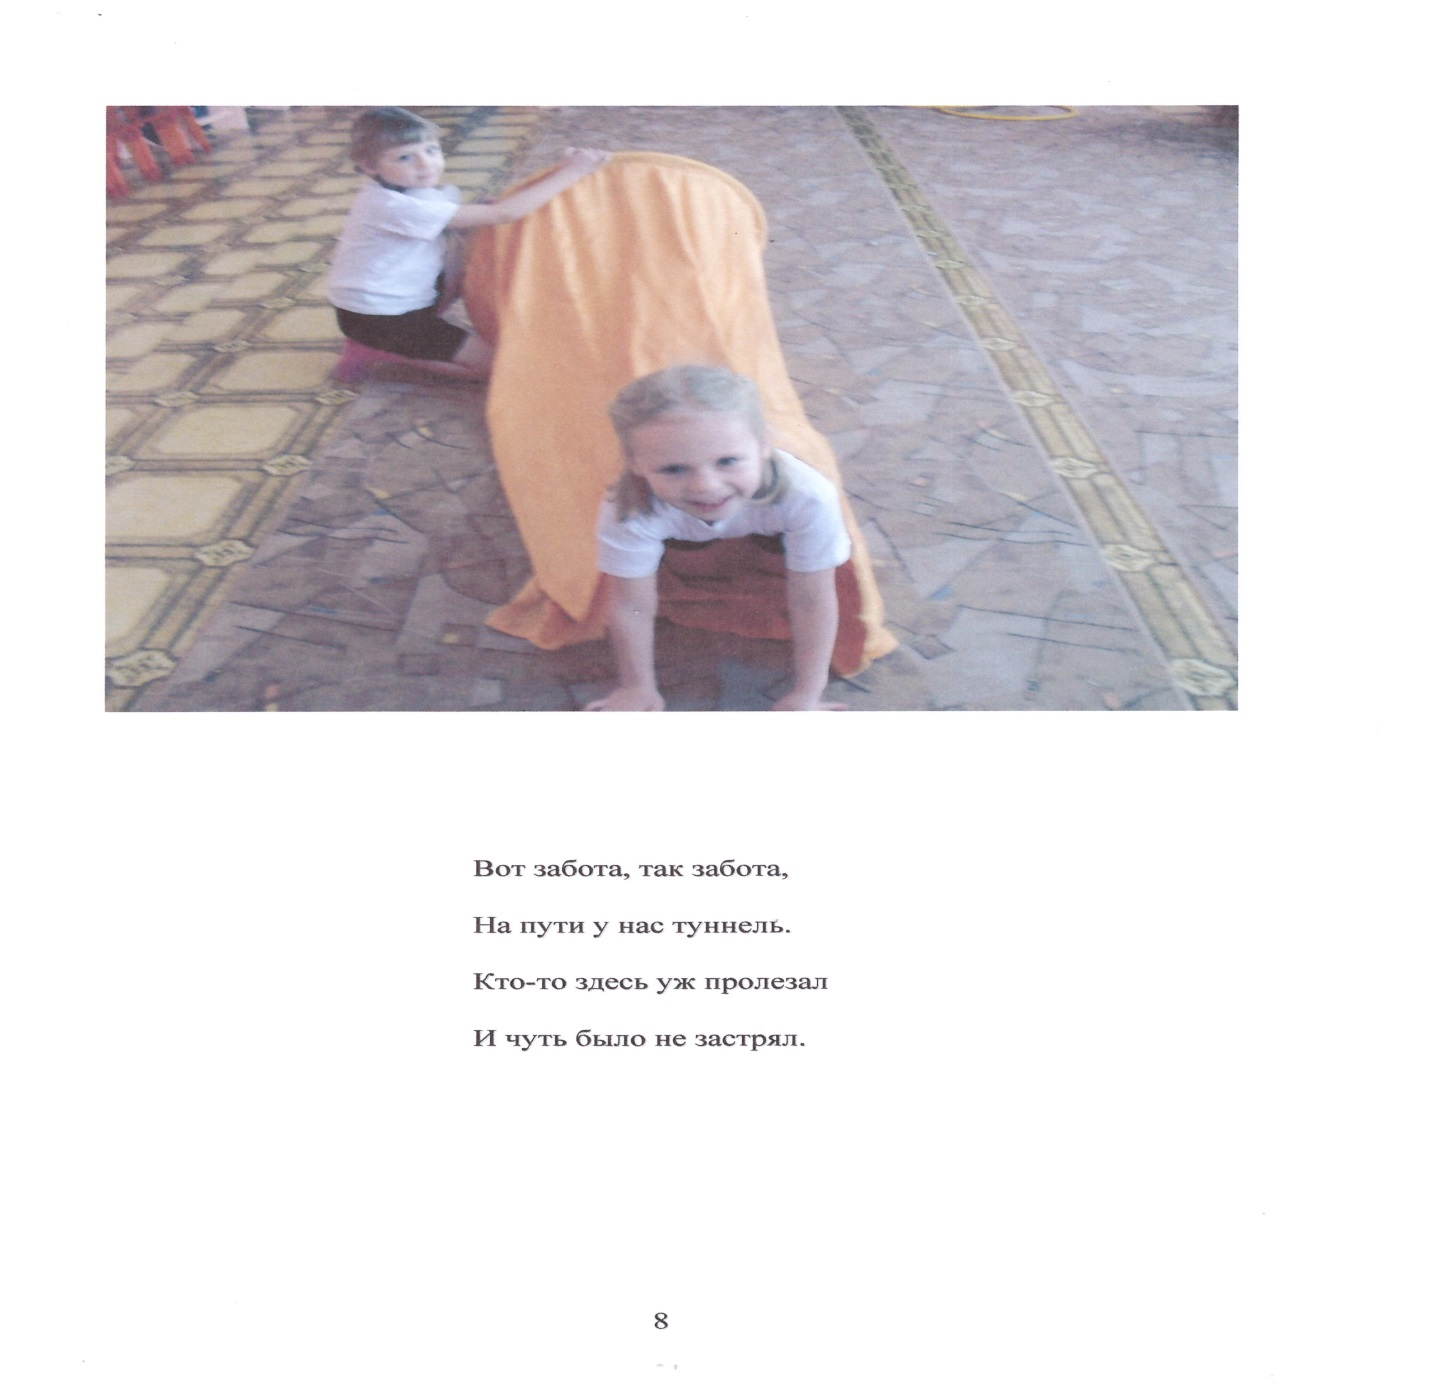 Вот забота, так забота,
На пути у нас туннель.
Кто-то здесь уж пролезал
И чуть было не застрял.
8